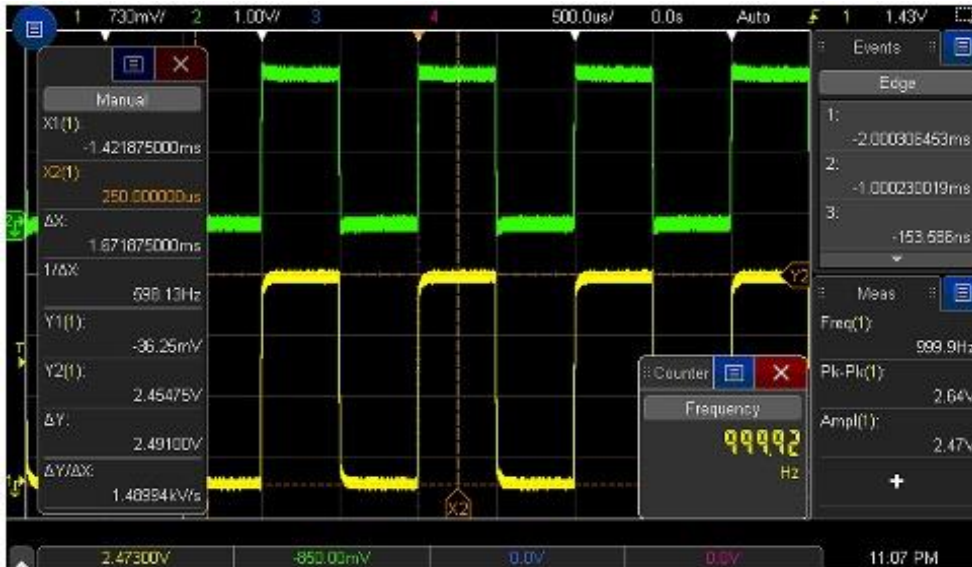 1 730mV/ 2 1.00V/ 3 4 500.0us/ 0.0s Auto 1 1.43V
Manual
X1(1):
-1.421875000ms
X2(1):
250.000000us
ΔX:
1.671875000ms
1/ΔX:
598.13Hz
Y1(1):
-36.25mV
Y2(1):
2.45475V
ΔY:
2.49100V
ΔY/ΔX:
1.48994kV/s
Y2
X2
Counter
Frequency
999.92
Hz
Events
Edge
1:
-2.000306453ms
2:
-1.000230019ms
3:
-153.586ns
Meas
Freq(1):
999.9Hz
Pk-Pk(1):
2.64V
Ampl(1):
2.47V
+
2.47300V -850.00mV 0.0V 0.0V 11:07 PM